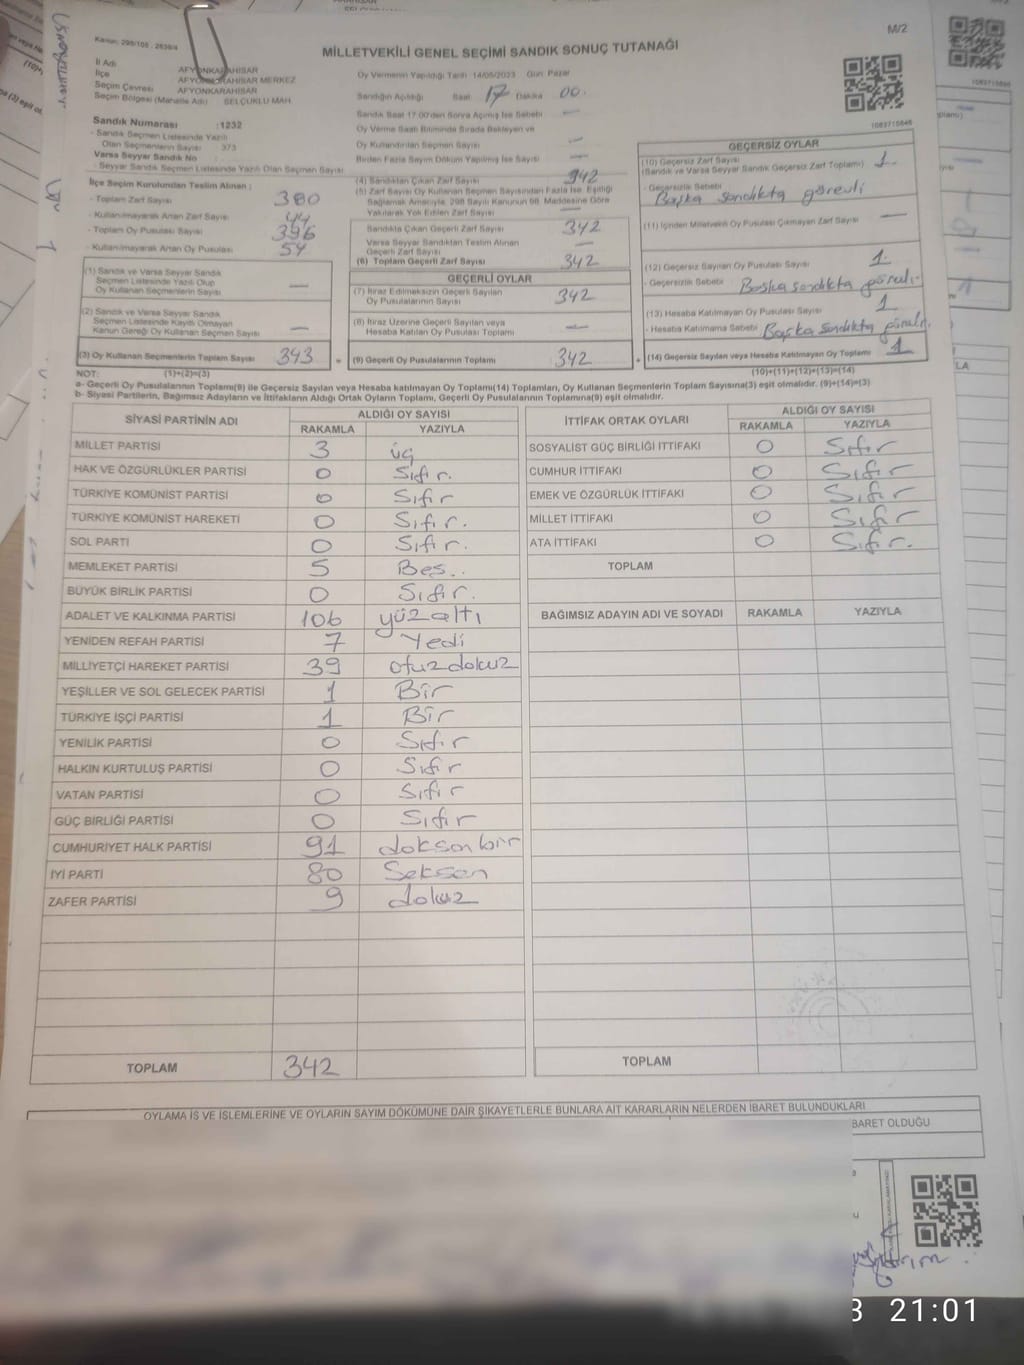 M/2
Kanun: 298/105 , 2839/4
MİLLETVEKİLİ GENEL SEÇİMİ SANDIK SONUÇ TUTANAĞI
İl Adı AFYONKARAHİSAR
İlçe AFYONKARAHİSAR MERKEZ
Seçim Çevresi AFYONKARAHİSAR
Seçim Bölgesi (Mahalle Adı) SELÇUKLU MAH.
Sandık Numarası :1232
- Sandık Seçmen Listesinde Yazılı
Olan Seçmenlerin Sayısı 373
Varsa Seyyar Sandık No
- Seyyar Sandık Seçmen Listesinde Yazılı Olan Seçmen Sayısı
İlçe Seçim Kurulundan Teslim Alınan :
- Toplam Zarf Sayısı 380
- Kullanılmayarak Artan Zarf Sayısı
- Toplam Oy Pusulası Sayısı 396
- Kullanılmayarak Artan Oy Pusulası 54
(1) Sandık ve Varsa Seyyar Sandık
Seçmen Listesinde Yazılı Olup
Oy Kullanan Seçmenlerin Sayısı —
(2) Sandık ve Varsa Seyyar Sandık
Seçmen Listesinde Kayıtlı Olmayan
Kanun Gereği Oy Kullanan Seçmen Sayısı —
(3) Oy Kullanan Seçmenlerin Toplam Sayısı 343
(1)+(2)=(3)
Oy Vermenin Yapıldığı Tarih :14/05/2023 Gün: Pazar
Sandığın Açıldığı Saat 17 Dakika 00.
Sandık Saat 17:00'den Sonra Açılmış İse Sebebi —
Oy Verme Saati Bitiminde Sırada Bekleyen ve
Oy Kullandırılan Seçmen Sayısı —
Birden Fazla Sayım Döküm Yapılmış İse Sayısı —
(4) Sandıktan Çıkan Zarf Sayısı 342
(5) Zarf Sayısı Oy Kullanan Seçmen Sayısından Fazla İse, Eşitliği
Sağlamak Amacıyla, 298 Sayılı Kanunun 98. Maddesine Göre
Yakılarak Yok Edilen Zarf Sayısı —
Sandıkta Çıkan Geçerli Zarf Sayısı 342
Varsa Seyyar Sandıktan Teslim Alınan
Geçerli Zarf Sayısı —
(6) Toplam Geçerli Zarf Sayısı 342
GEÇERLİ OYLAR
(7) İtiraz Edilmeksizin Geçerli Sayılan
Oy Pusulalarının Sayısı 342
(8) İtiraz Üzerine Geçerli Sayılan veya
Hesaba Katılan Oy Pusulası Toplamı —
= (9) Geçerli Oy Pusulalarının Toplamı 342
1083715848
GEÇERSİZ OYLAR
(10) Geçersiz Zarf Sayısı
(Sandık ve Varsa Seyyar Sandık Geçersiz Zarf Toplamı) 1
- Geçersizlik Sebebi Başka sandıkta görevli
(11) İçinden Milletvekili Oy Pusulası Çıkmayan Zarf Sayısı —
(12) Geçersiz Sayılan Oy Pusulası Sayısı 1
- Geçersizlik Sebebi Başka sandıkta görevli
(13) Hesaba Katılmayan Oy Pusulası Sayısı 1
- Hesaba Katılmama Sebebi Başka Sandıkta görevli
+ (14) Geçersiz Sayılan veya Hesaba Katılmayan Oy Toplamı 1
(10)+(11)+(12)+(13)=(14)
NOT:
a- Geçerli Oy Pusulalarının Toplamı(9) ile Geçersiz Sayılan veya Hesaba katılmayan Oy Toplamı(14) Toplamları, Oy Kullanan Seçmenlerin Toplam Sayısına(3) eşit olmalıdır. (9)+(14)=(3)
b- Siyasi Partilerin, Bağımsız Adayların ve İttifakların Aldığı Ortak Oyların Toplamı, Geçerli Oy Pusulalarının Toplamına(9) eşit olmalıdır.
SİYASİ PARTİNİN ADI ALDIĞI OY SAYISI
RAKAMLA YAZIYLA
MİLLET PARTİSİ 3 üç
HAK VE ÖZGÜRLÜKLER PARTİSİ 0 Sıfır.
TÜRKİYE KOMÜNİST PARTİSİ 0 Sıfır
TÜRKİYE KOMÜNİST HAREKETİ 0 Sıfır.
SOL PARTİ 0 Sıfır.
MEMLEKET PARTİSİ 5 Beş..
BÜYÜK BİRLİK PARTİSİ 0 Sıfır.
ADALET VE KALKINMA PARTİSİ 106 yüz altı
YENİDEN REFAH PARTİSİ 7 Yedi
MİLLİYETÇİ HAREKET PARTİSİ 39 otuzdokuz
YEŞİLLER VE SOL GELECEK PARTİSİ 1 Bir
TÜRKİYE İŞÇİ PARTİSİ 1 Bir
YENİLİK PARTİSİ 0 Sıfır
HALKIN KURTULUŞ PARTİSİ 0 Sıfır
VATAN PARTİSİ 0 Sıfır
GÜÇ BİRLİĞİ PARTİSİ 0 Sıfır
CUMHURİYET HALK PARTİSİ 91 doksan bir
İYİ PARTİ 80 Seksen
ZAFER PARTİSİ 9 dokuz
TOPLAM 342
İTTİFAK ORTAK OYLARI ALDIĞI OY SAYISI
RAKAMLA YAZIYLA
SOSYALİST GÜÇ BİRLİĞİ İTTİFAKI 0 Sıfır
CUMHUR İTTİFAKI 0 Sıfır
EMEK VE ÖZGÜRLÜK İTTİFAKI 0 Sıfır
MİLLET İTTİFAKI 0 Sıfır
ATA İTTİFAKI 0 Sıfır.
TOPLAM
BAĞIMSIZ ADAYIN ADI VE SOYADI RAKAMLA YAZIYLA
TOPLAM
OYLAMA İŞ VE İŞLEMLERİNE VE OYLARIN SAYIM DÖKÜMÜNE DAİR ŞİKAYETLERLE BUNLARA AİT KARARLARIN NELERDEN İBARET BULUNDUKLARI
BARET OLDUĞU
21:01